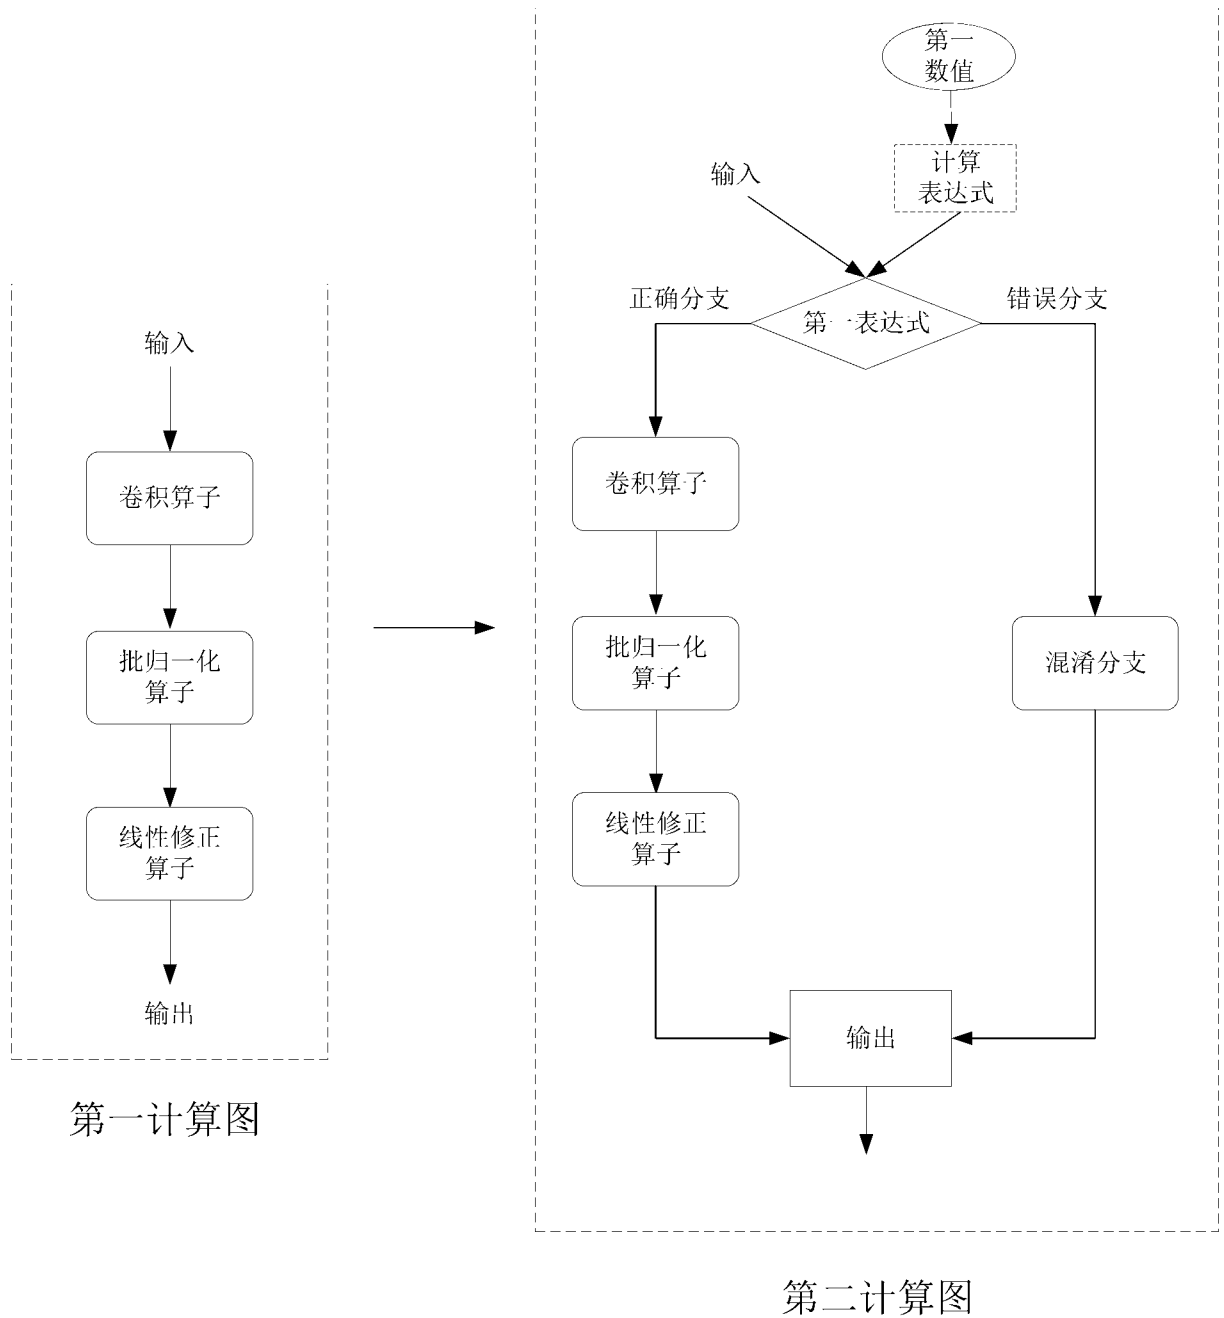 输入
卷积算子
批归一化
算子
线性修正
算子
输出
第一计算图
第一
数值
计算
表达式
输入
第一表达式
正确分支
错误分支
卷积算子
批归一化
算子
线性修正
算子
混淆分支
输出
第二计算图